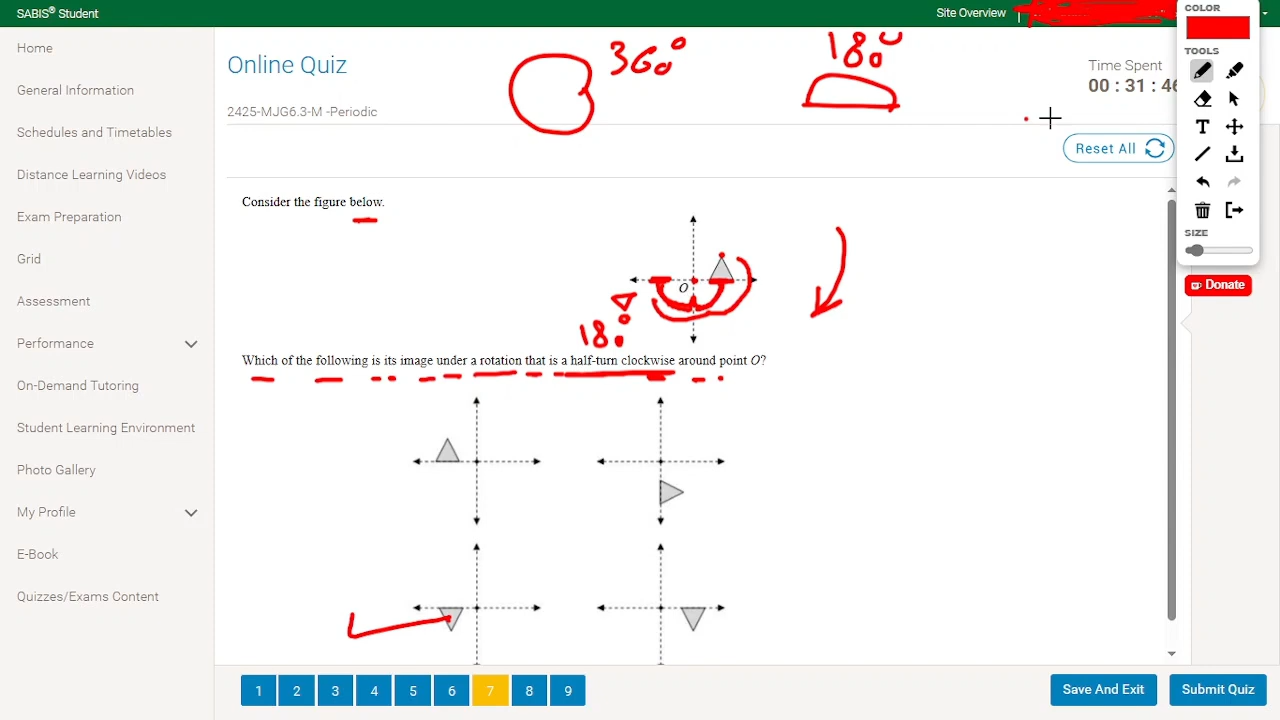 SABIS® Student
Site Overview
COLOR
TOOLS
SIZE
Donate
Home
General Information
Schedules and Timetables
Distance Learning Videos
Exam Preparation
Grid
Assessment
Performance
On-Demand Tutoring
Student Learning Environment
Photo Gallery
My Profile
E-Book
Quizzes/Exams Content
Online Quiz
360°
180
Time Spent
00 : 31 : 46
2425-MJG6.3-M -Periodic
Reset All
Consider the figure below.
O
180
Which of the following is its image under a rotation that is a half-turn clockwise around point O?
1 2 3 4 5 6 7 8 9
Save And Exit
Submit Quiz